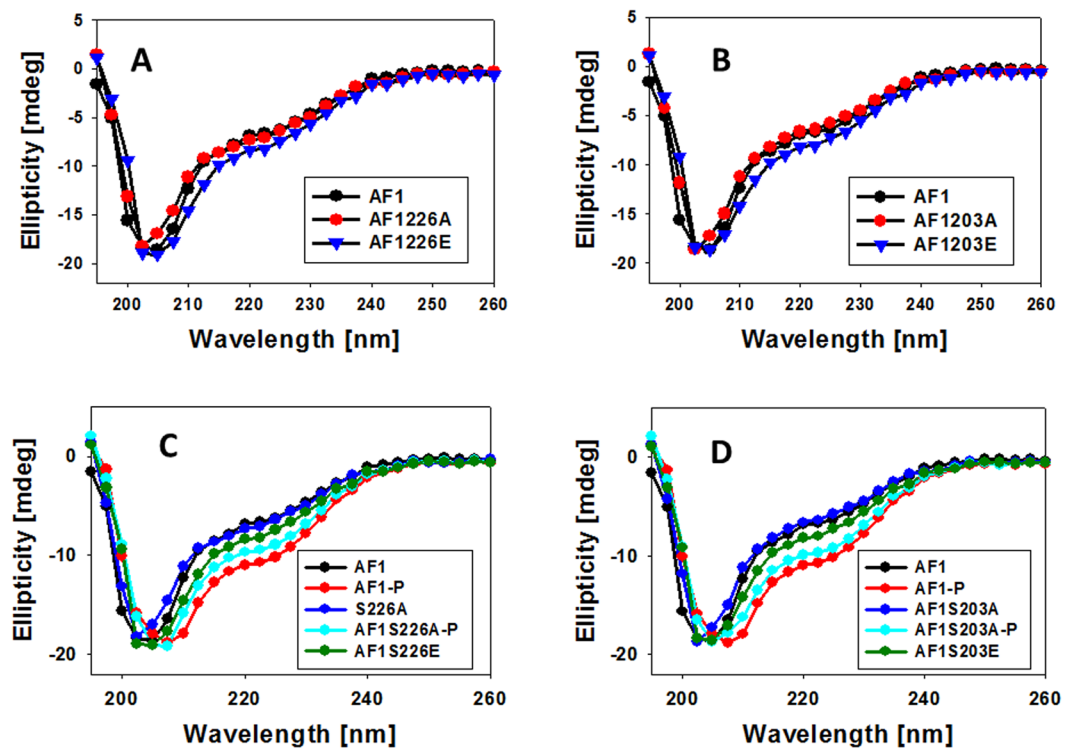 A
Ellipticity [mdeg]
5
0
-5
-10
-15
-20
AF1
AF1226A
AF1226E
200 210 220 230 240 250 260
Wavelength [nm]
B
Ellipticity [mdeg]
5
0
-5
-10
-15
-20
AF1
AF1203A
AF1203E
200 210 220 230 240 250 260
Wavelength [nm]
C
Ellipticity [mdeg]
0
-10
-20
AF1
AF1-P
S226A
AF1S226A-P
AF1S226E
200 220 240 260
Wavelength [nm]
D
Ellipticity [mdeg]
0
-10
-20
AF1
AF1-P
AF1S203A
AF1S203A-P
AF1S203E
200 220 240 260
Wavelength [nm]